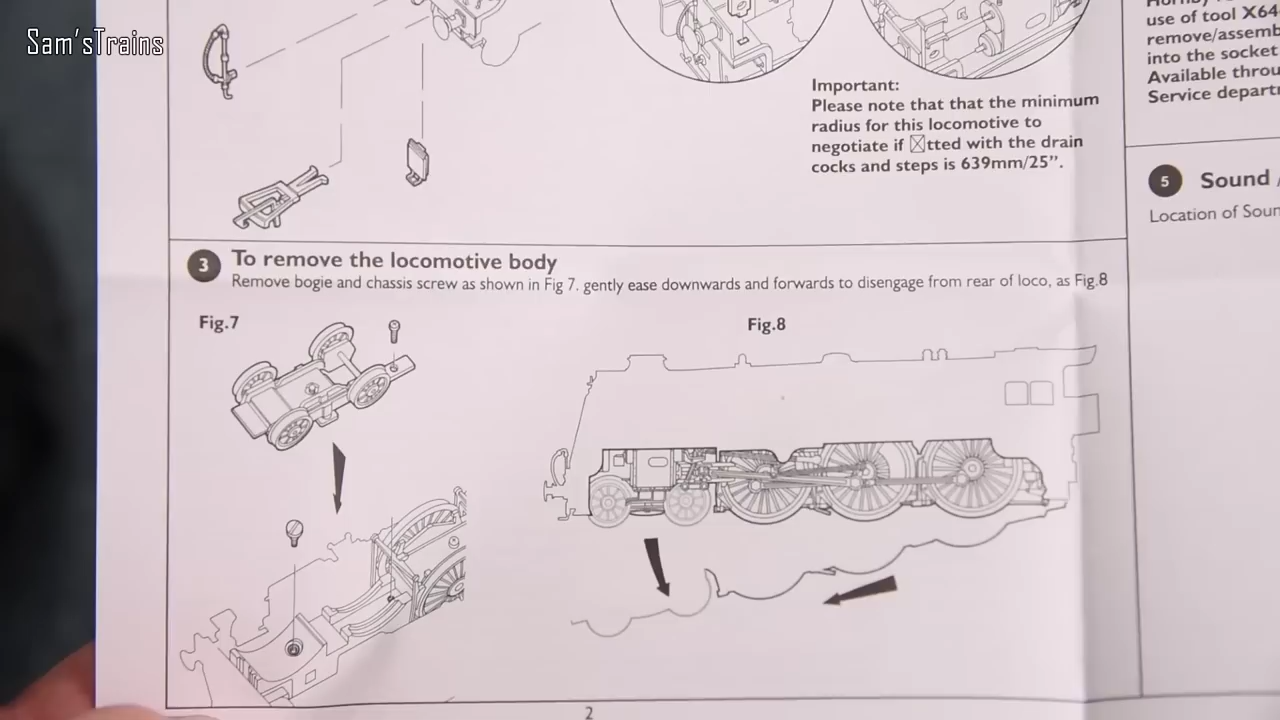 Sam'sTrains
use of tool X64
remove/assemb
into the socket
Available throu
Service depart
Important:
Please note that that the minimum
radius for this locomotive to
negotiate if ☒tted with the drain
cocks and steps is 639mm/25”.
5 Sound
Location of Soun
3 To remove the locomotive body
Remove bogie and chassis screw as shown in Fig 7. gently ease downwards and forwards to disengage from rear of loco, as Fig.8
Fig.7
Fig.8
2